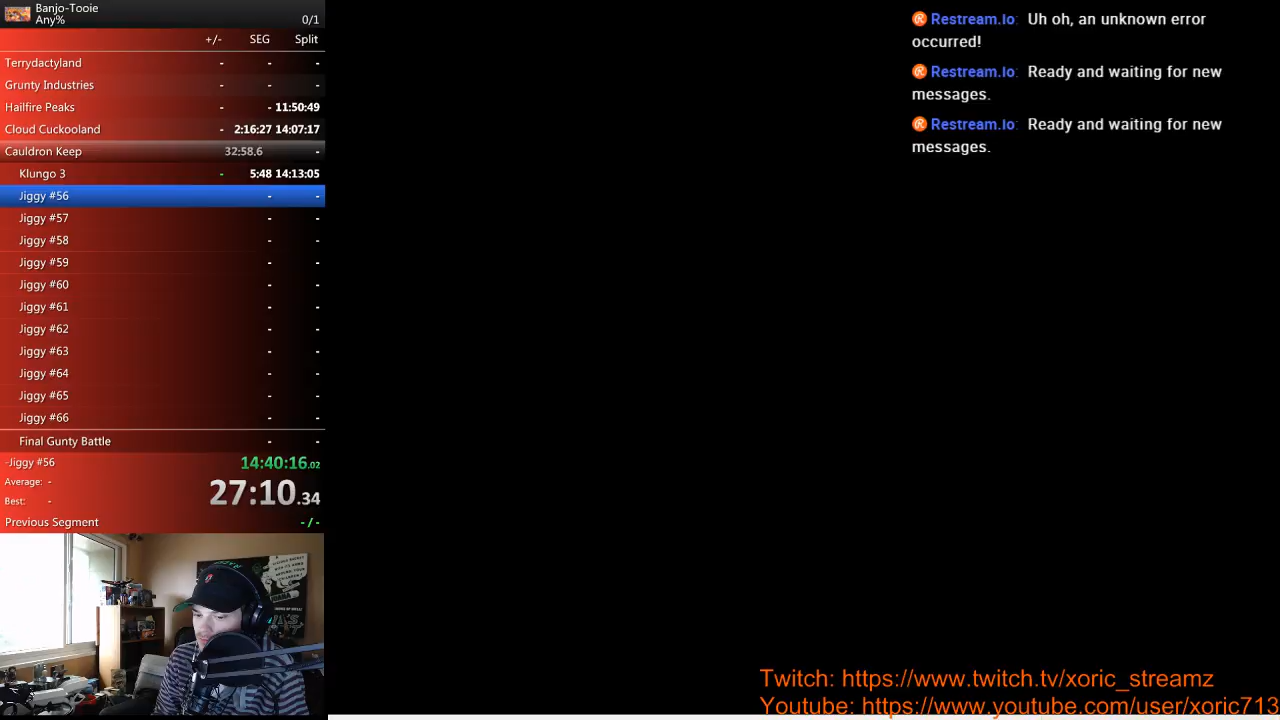 Banjo-Tooie
Any%
0/1
+/- SEG Split
Terrydactyland - - -
Grunty Industries - - -
Hailfire Peaks - - 11:50:49
Cloud Cuckooland - 2:16:27 14:07:17
Cauldron Keep 32:58.6 -
Klungo 3 - 5:48 14:13:05
Jiggy #56 - -
Jiggy #57 - -
Jiggy #58 - -
Jiggy #59 - -
Jiggy #60 - -
Jiggy #61 - -
Jiggy #62 - -
Jiggy #63 - -
Jiggy #64 - -
Jiggy #65 - -
Jiggy #66 - -
Final Gunty Battle - -
-Jiggy #56 14:40:16.02
Average: -
Best: -
27:10.34
Previous Segment - / -
Restream.io: Uh oh, an unknown error
occurred!
Restream.io: Ready and waiting for new
messages.
Restream.io: Ready and waiting for new
messages.
Twitch: https://www.twitch.tv/xoric_streamz
Youtube: https://www.youtube.com/user/xoric713